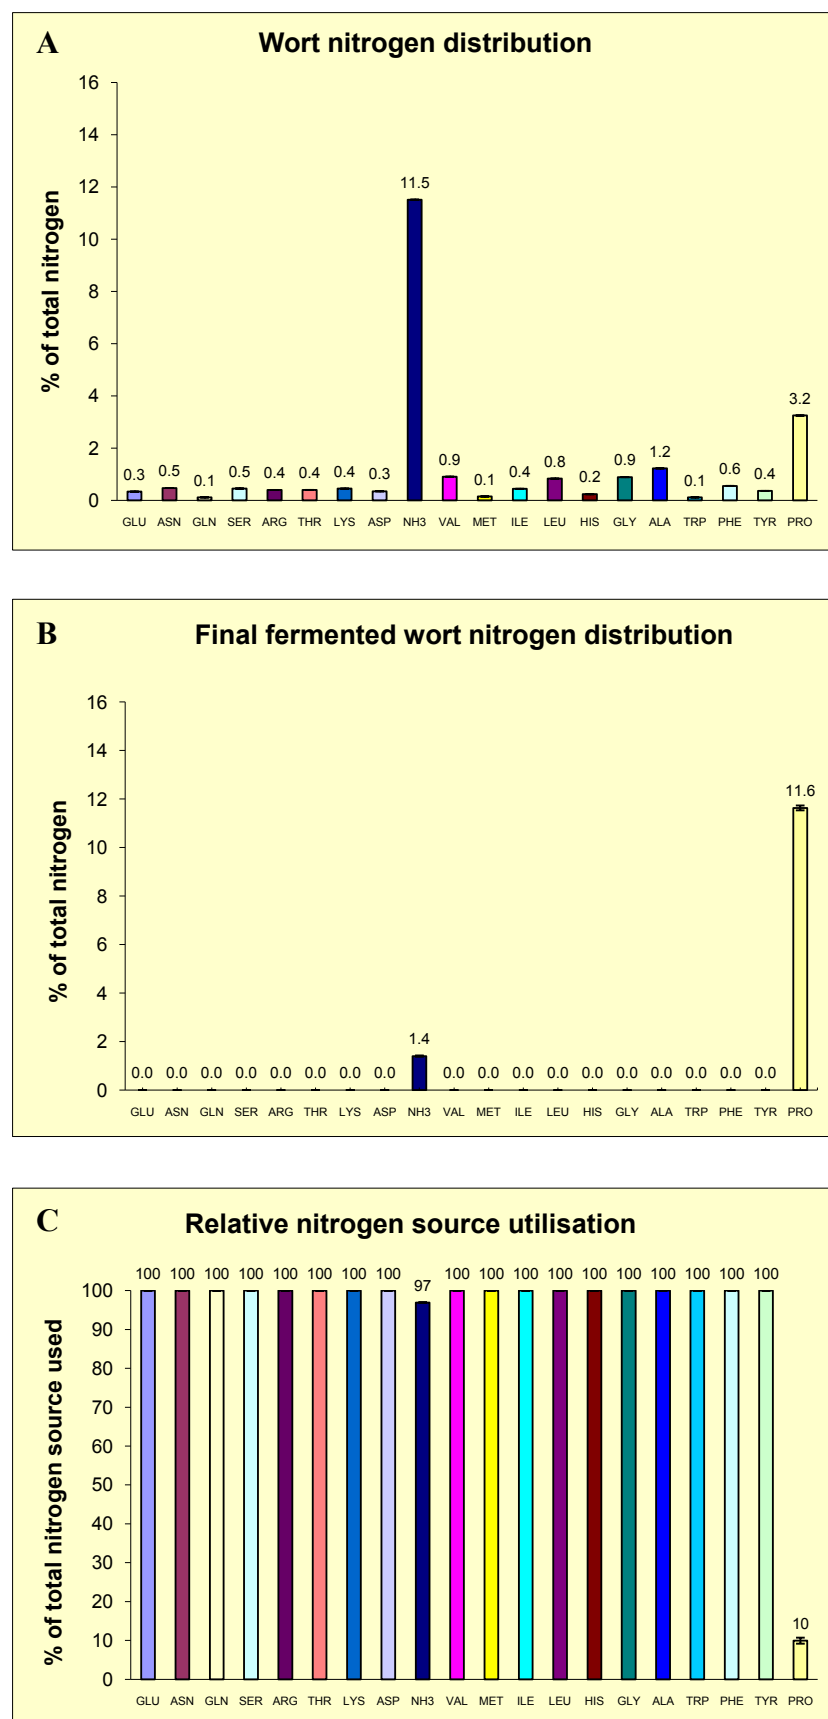 A
Wort nitrogen distribution
% of total nitrogen
16
14
12
10
8
6
4
2
0
0.3 0.5 0.1 0.5 0.4 0.4 0.4 0.3 11.5 0.9 0.1 0.4 0.8 0.2 0.9 1.2 0.1 0.6 0.4 3.2
GLU ASN GLN SER ARG THR LYS ASP NH3 VAL MET ILE LEU HIS GLY ALA TRP PHE TYR PRO
B
Final fermented wort nitrogen distribution
% of total nitrogen
16
14
12
10
8
6
4
2
0
0.0 0.0 0.0 0.0 0.0 0.0 0.0 0.0 1.4 0.0 0.0 0.0 0.0 0.0 0.0 0.0 0.0 0.0 0.0 11.6
GLU ASN GLN SER ARG THR LYS ASP NH3 VAL MET ILE LEU HIS GLY ALA TRP PHE TYR PRO
C
Relative nitrogen source utilisation
% of total nitrogen source used
100
90
80
70
60
50
40
30
20
10
0
100 100 100 100 100 100 100 100 97 100 100 100 100 100 100 100 100 100 100 10
GLU ASN GLN SER ARG THR LYS ASP NH3 VAL MET ILE LEU HIS GLY ALA TRP PHE TYR PRO